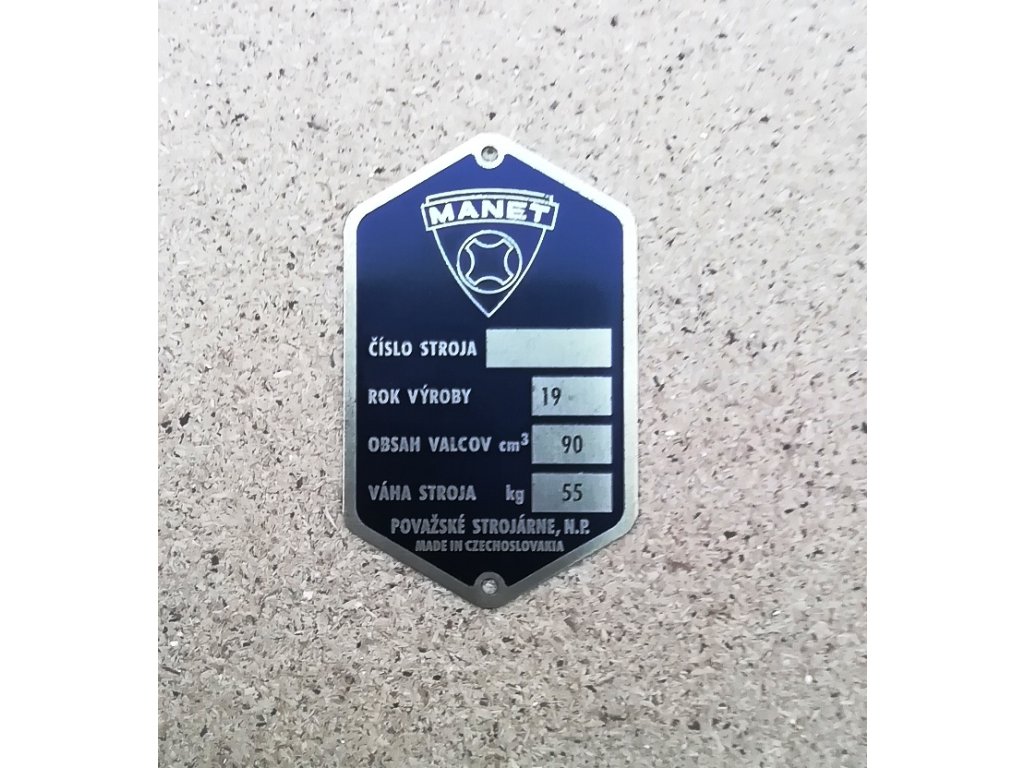 MANET
ČÍSLO STROJA
ROK VÝROBY 19
OBSAH VALCOV cm³ 90
VÁHA STROJA kg 55
POVAŽSKÉ STROJÁRNE, N.P.
MADE IN CZECHOSLOVAKIA